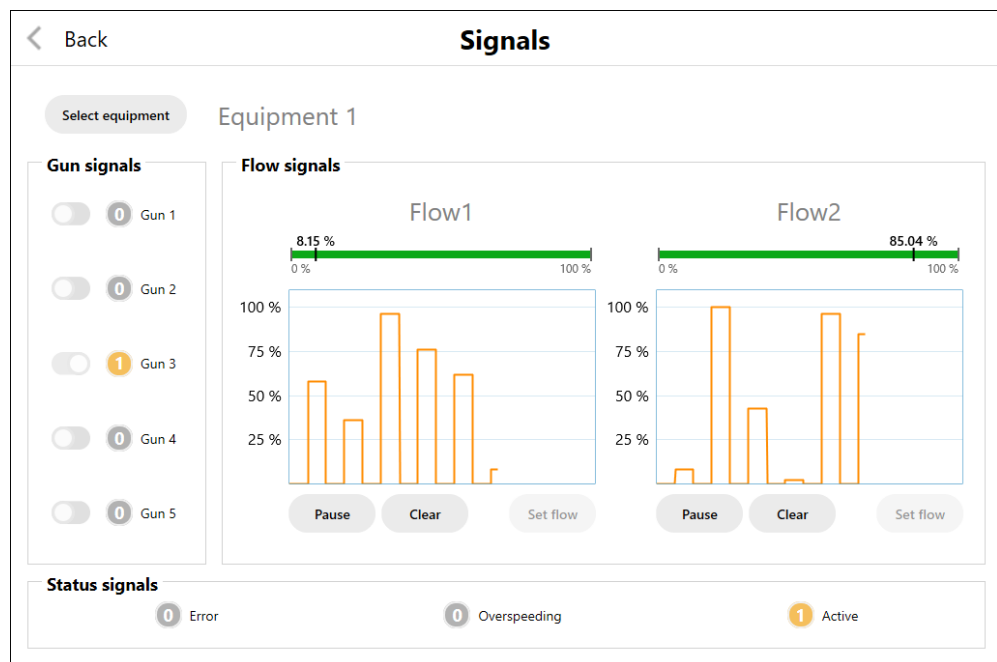 Back
Signals
Select equipment
Equipment 1
Gun signals
0 Gun 1
0 Gun 2
1 Gun 3
0 Gun 4
0 Gun 5
Flow signals
Flow1
8.15 %
0 %
100 %
100 %
75 %
50 %
25 %
Pause
Clear
Set flow
Flow2
85.04 %
0 %
100 %
100 %
75 %
50 %
25 %
Pause
Clear
Set flow
Status signals
0 Error
0 Overspeeding
1 Active